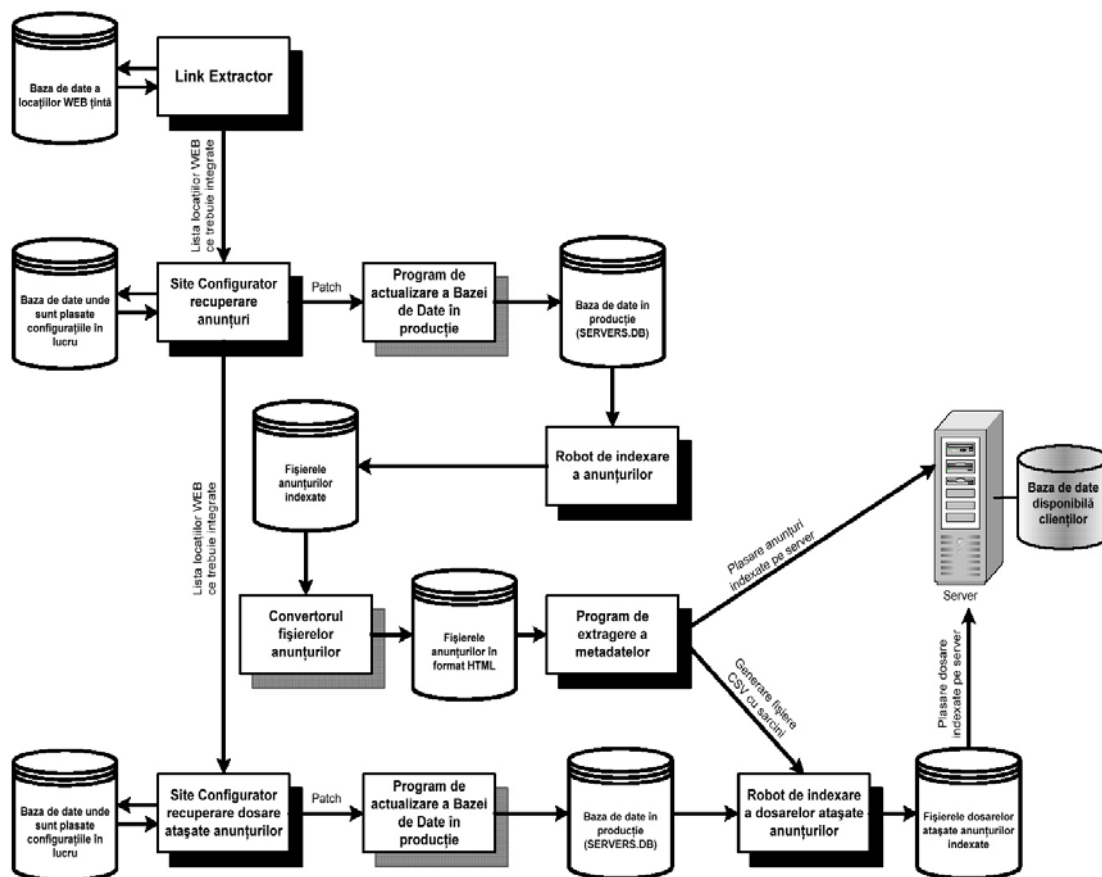 Baza de date a
locațiilor WEB țintă
Link Extractor
Lista locațiilor WEB
ce trebuie integrate
Baza de date unde
sunt plasate
configurațiile în
lucru
Site Configurator
recuperare
anunțuri
Patch
Program de
actualizare a Bazei
de Date în
producție
Baza de date în
producție
(SERVERS.DB)
Fișierele
anunțurilor
indexate
Robot de indexare
a anunțurilor
Lista locațiilor WEB
ce trebuie integrate
Plasare anunțuri
indexate pe server
Baza de date
disponibilă
clienților
Server
Convertorul
fișierelor
anunțurilor
Fișierele
anunțurilor în
format HTML
Program de
extragere a
metadatelor
Generare fișiere
CSV cu sarcini
Plasare dosare
indexate pe server
Baza de date unde
sunt plasate
configurațiile în
lucru
Site Configurator
recuperare dosare
atașate anunțurilor
Patch
Program de
actualizare a Bazei
de Date în
producție
Baza de date în
producție
(SERVERS.DB)
Robot de indexare
a dosarelor atașate
anunțurilor
Fișierele dosarelor
atașate anunțurilor
indexate